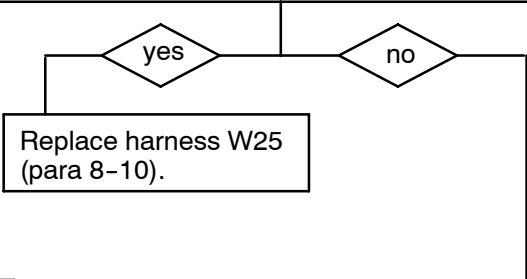 yes
no
Replace harness W25
(para 8-10).